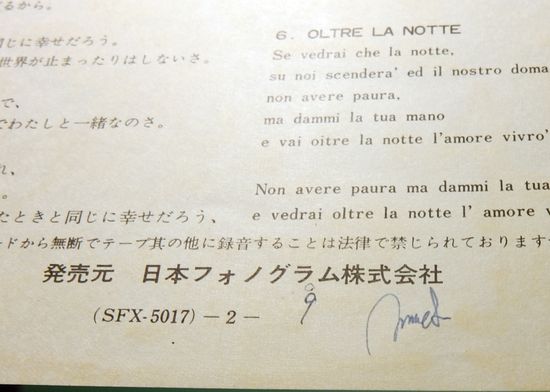 るから。
同じに幸せだろう。
世界が止まったりはしないさ。
で、
でわたしと一緒なのさ。
れ、
。
たときと同じに幸せだろう、
6. OLTRE LA NOTTE
Se vedrai che la notte,
su noi scendera' ed il nostro doma
non avere paura,
ma dammi la tua mano
e vai oitre la notte l'amore vivro'
Non avere paura ma dammi la tua
e vedrai oltre la notte l' amore v
ードから無断でテープ其の他に録音することは法律で禁じられております
発売元 日本フォノグラム株式会社
(SFX-5017) — 2 —